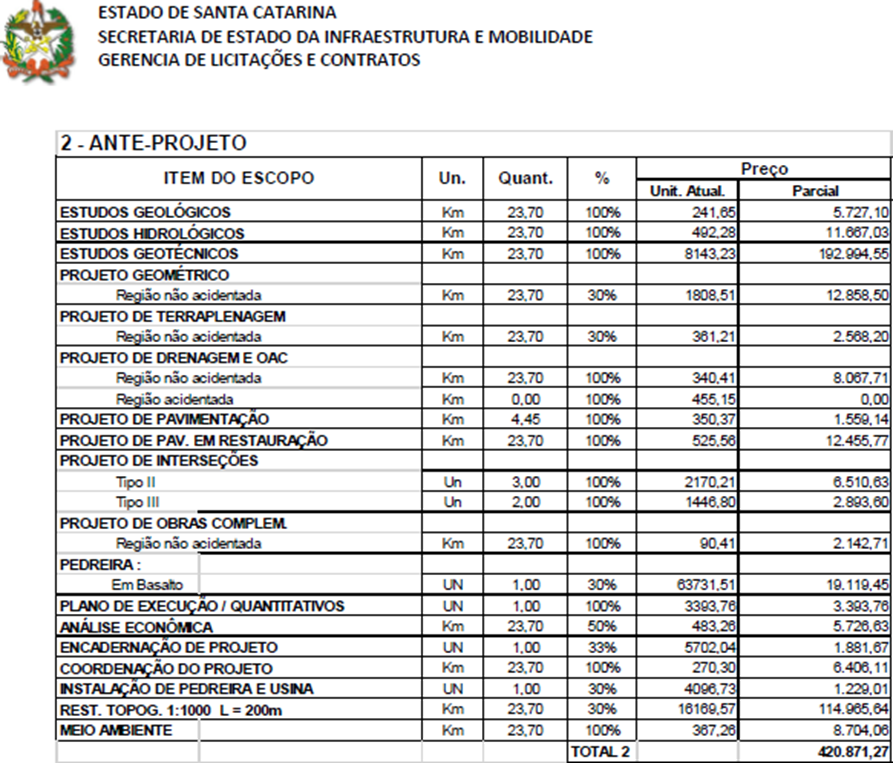 ESTADO DE SANTA CATARINA
SECRETARIA DE ESTADO DA INFRAESTRUTURA E MOBILIDADE
GERENCIA DE LICITAÇÕES E CONTRATOS
2 - ANTE-PROJETO
ITEM DO ESCOPO Un. Quant. % Preço
Unit. Atual. Parcial
ESTUDOS GEOLÓGICOS Km 23,70 100% 241,65 5.727,10
ESTUDOS HIDROLÓGICOS Km 23,70 100% 492,28 11.667,03
ESTUDOS GEOTÉCNICOS Km 23,70 100% 8143,23 192.994,55
PROJETO GEOMÉTRICO
Região não acidentada Km 23,70 30% 1808,51 12.858,50
PROJETO DE TERRAPLENAGEM
Região não acidentada Km 23,70 30% 361,21 2.568,20
PROJETO DE DRENAGEM E OAC
Região não acidentada Km 23,70 100% 340,41 8.067,71
Região acidentada Km 0,00 100% 455,15 0,00
PROJETO DE PAVIMENTAÇÃO Km 4,45 100% 350,37 1.559,14
PROJETO DE PAV. EM RESTAURAÇÃO Km 23,70 100% 525,56 12.455,77
PROJETO DE INTERSEÇÕES
Tipo II Un 3,00 100% 2170,21 6.510,63
Tipo III Un 2,00 100% 1446,80 2.893,60
PROJETO DE OBRAS COMPLEM.
Região não acidentada Km 23,70 100% 90,41 2.142,71
PEDREIRA :
Em Basalto UN 1,00 30% 63731,51 19.119,45
PLANO DE EXECUÇÃO / QUANTITATIVOS UN 1,00 100% 3393,76 3.393,76
ANÁLISE ECONÔMICA Km 23,70 50% 483,26 5.726,63
ENCADERNAÇÃO DE PROJETO UN 1,00 33% 5702,04 1.881,67
COORDENAÇÃO DO PROJETO Km 23,70 100% 270,30 6.406,11
INSTALAÇÃO DE PEDREIRA E USINA UN 1,00 30% 4096,73 1.229,01
REST. TOPOG. 1:1000 L = 200m Km 23,70 30% 16169,57 114.965,64
MEIO AMBIENTE Km 23,70 100% 367,26 8.704,06
TOTAL 2 420.871,27